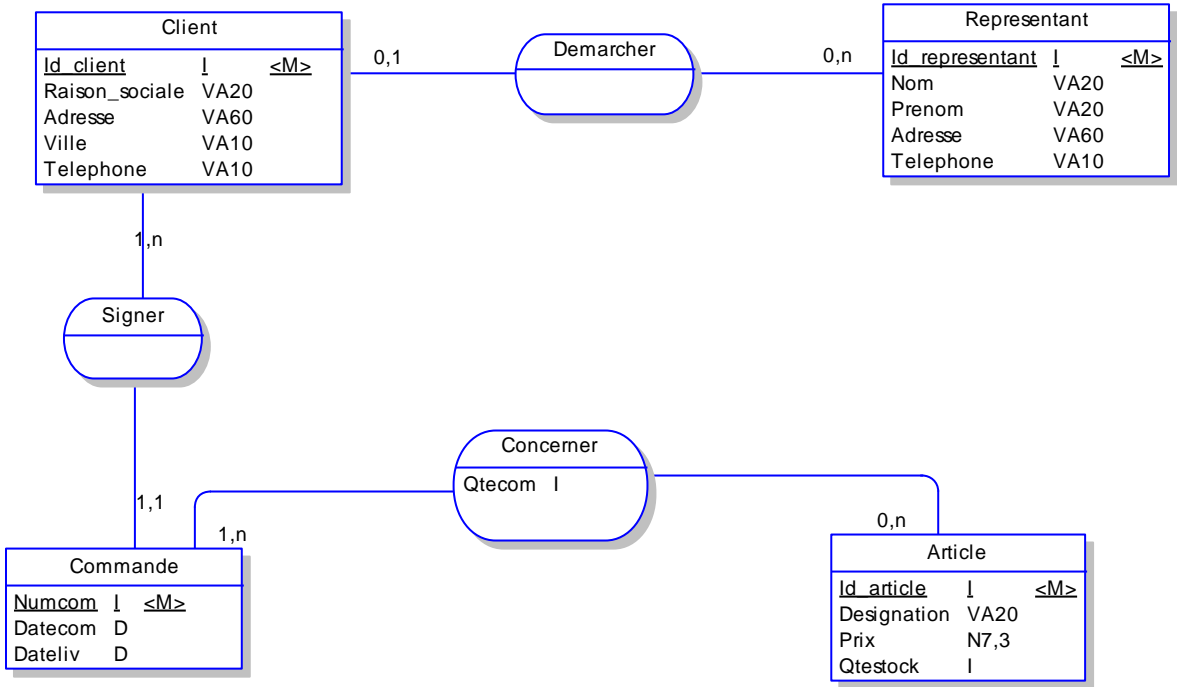 Client
Id_client I <M>
Raison_sociale VA20
Adresse VA60
Ville VA10
Telephone VA10
0,1
Demarcher
0,n
Representant
Id_representant I <M>
Nom VA20
Prenom VA20
Adresse VA60
Telephone VA10
1,n
Signer
1,1
Concerner
Qtecom I
1,n
0,n
Commande
Numcom I <M>
Datecom D
Dateliv D
Article
Id_article I <M>
Designation VA20
Prix N7,3
Qtestock I